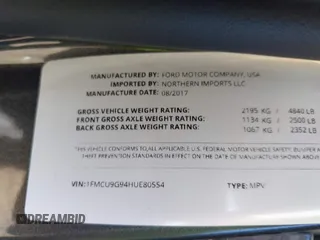 MANUFACTURED BY: FORD MOTOR COMPANY, USA
IMPORTED BY: NORTHERN IMPORTS LLC
MANUFACTURE DATE: 08/2017
GROSS VEHICLE WEIGHT RATING: 2195 KG / 4840 LB
FRONT GROSS AXLE WEIGHT RATING: 1134 KG / 2500 LB
BACK GROSS AXLE WEIGHT RATING: 1067 KG / 2352 LB
THIS VEHICLE CONFORMS TO ALL APPLICABLE U.S. FEDERAL MOTOR VEHICLE SAFETY, BUMPER
PREVENTION STANDARDS IN EFFECT ON THE DATE OF MANUFACTURE SHOWN ABOVE
VIN: 1FMCU9G94HUE80554 TYPE: MPV
DREAMBID